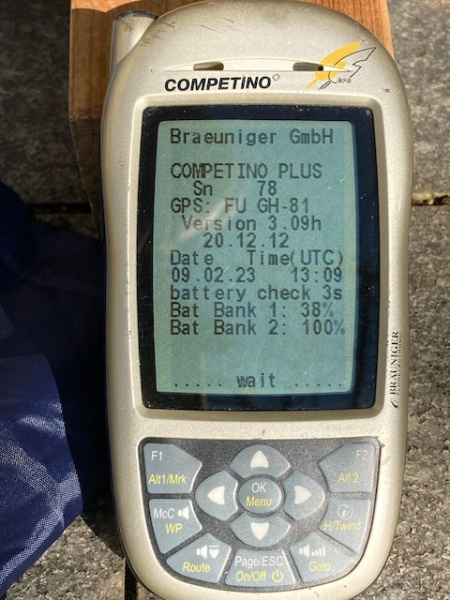 COMPETINO+
GPS
Braeuniger GmbH
COMPETINO PLUS
Sn 78
GPS: FU GH-81
Version 3.09h
20.12.12
Date Time(UTC)
09.02.23 13:09
battery check 3s
Bat Bank 1: 38%
Bat Bank 2: 100%
..... wait .....
BRAUNIGER
F1
F2
Alt1/Mrk
OK
Menu
Alt 2
McC
WP
H/Twind
Route
Page/ESC
On/Off
Goto